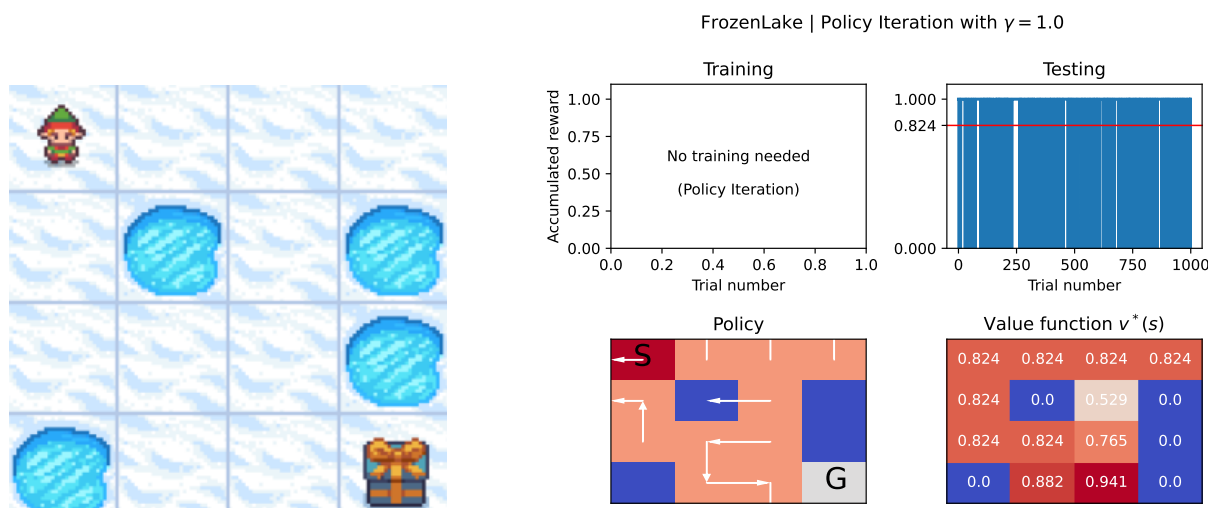 FrozenLake | Policy Iteration with γ = 1.0
Training
Accumulated reward
1.00
0.75
0.50
0.25
0.00
No training needed
(Policy Iteration)
0.0 0.2 0.4 0.6 0.8 1.0
Trial number
Testing
1.000
0.824
0.000
0 250 500 750 1000
Trial number
Policy
S
G
Value function v*(s)
0.824 0.824 0.824 0.824
0.824 0.0 0.529 0.0
0.824 0.824 0.765 0.0
0.0 0.882 0.941 0.0